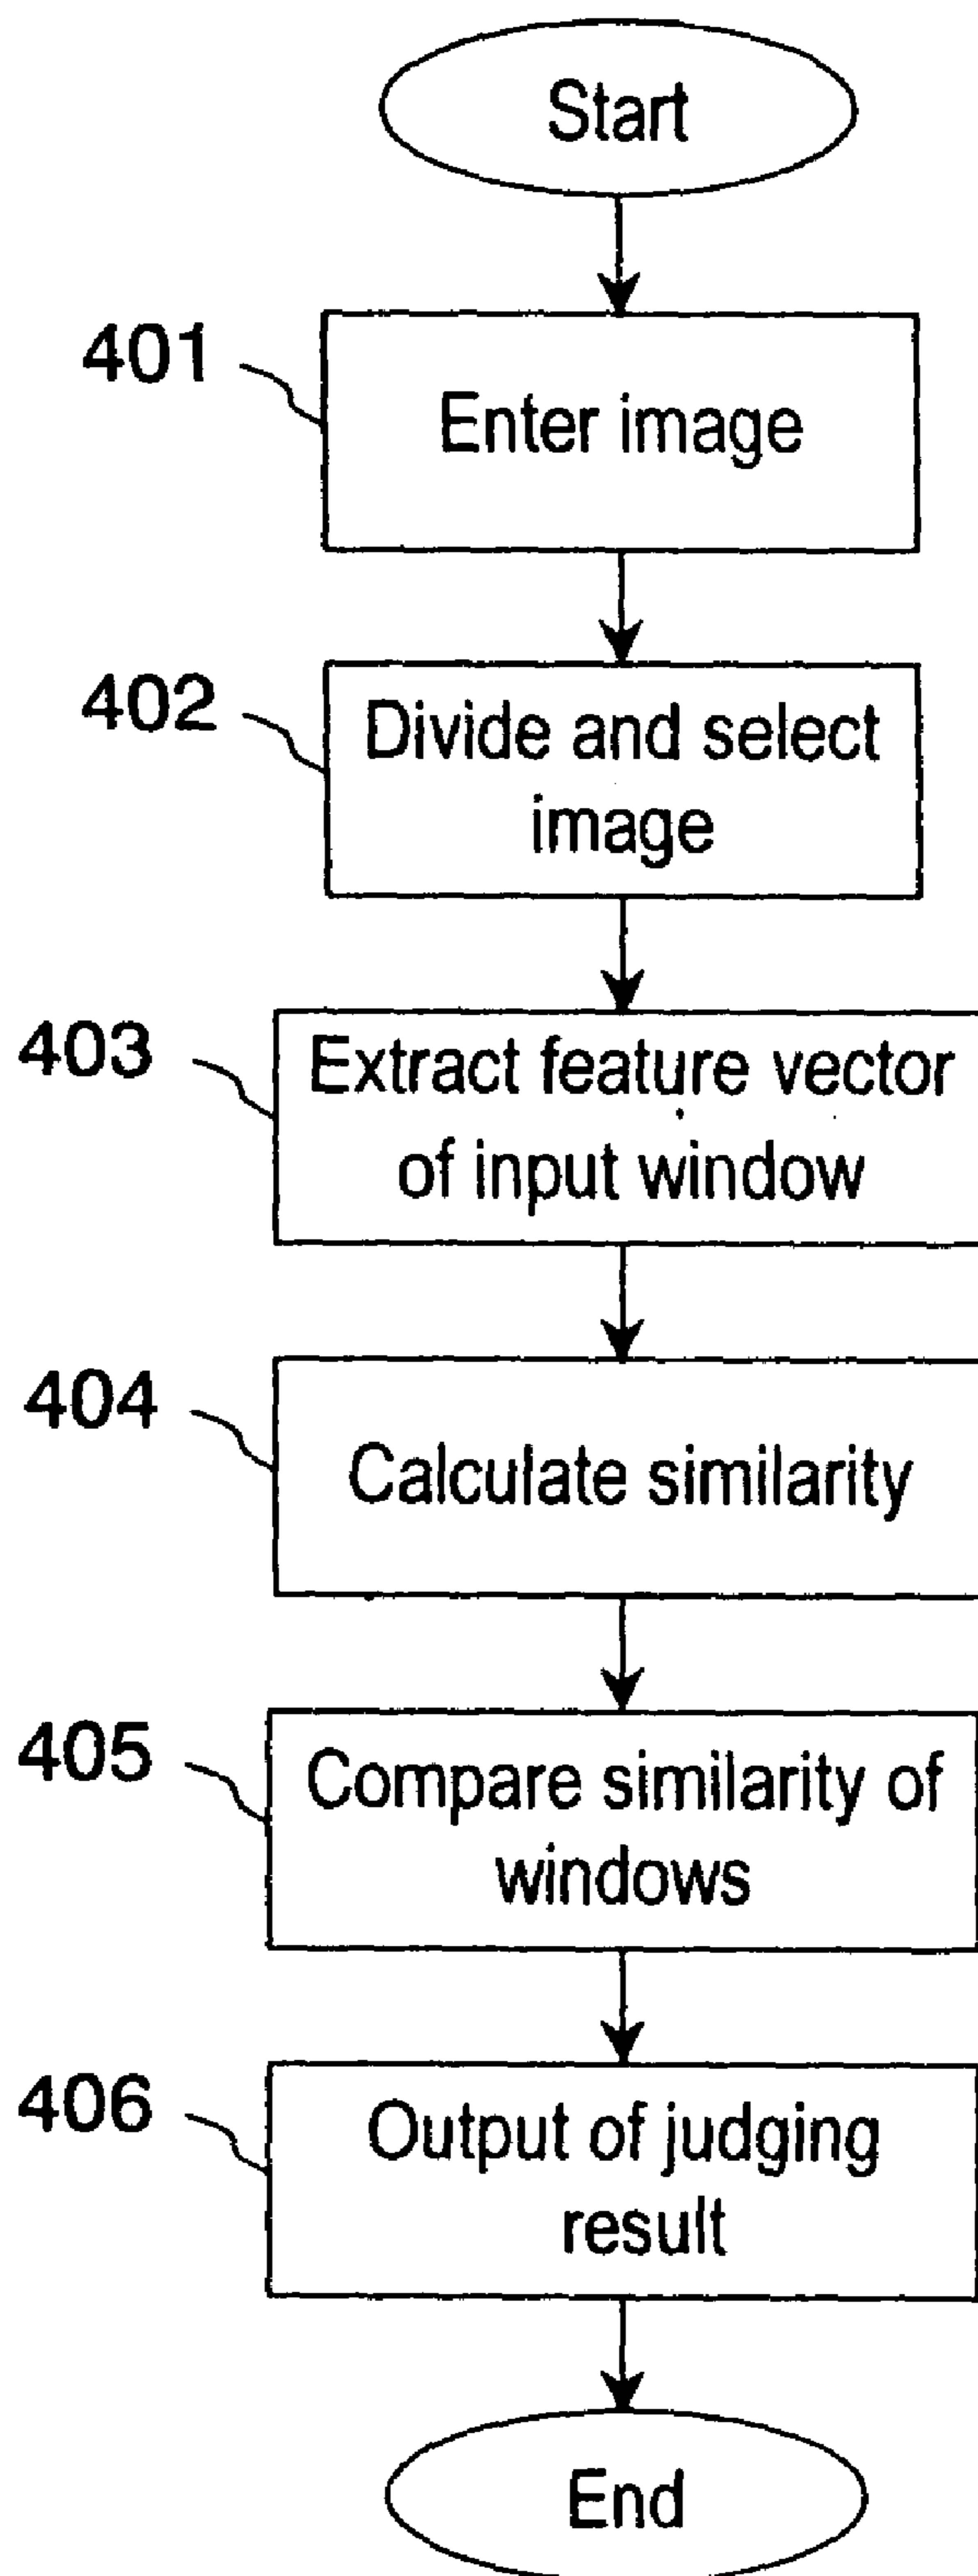 Start
401
Enter image
402
Divide and select
image
403
Extract feature vector
of input window
404
Calculate similarity
405
Compare similarity of
windows
406
Output of judging
result
End